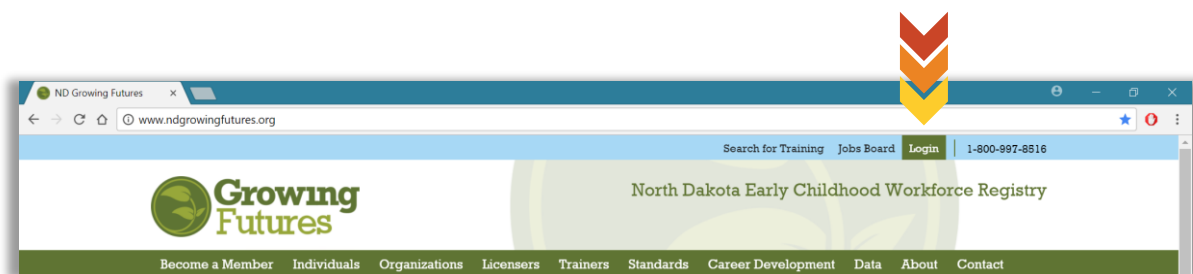 ND Growing Futures
www.ndgrowingfutures.org
Search for Training Jobs Board Login 1-800-997-8516
Growing
Futures
North Dakota Early Childhood Workforce Registry
Become a Member Individuals Organizations Licensers Trainers Standards Career Development Data About Contact